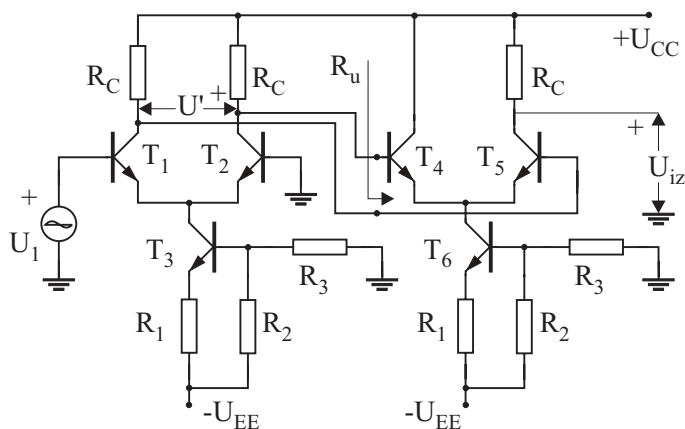 +U_CC
R_C
R_C
R_u
R_C
U'
+
+
T_1
T_2
T_4
T_5
U_iz
+
U_1
T_3
T_6
R_3
R_3
R_1
R_2
R_1
R_2
-U_EE
-U_EE